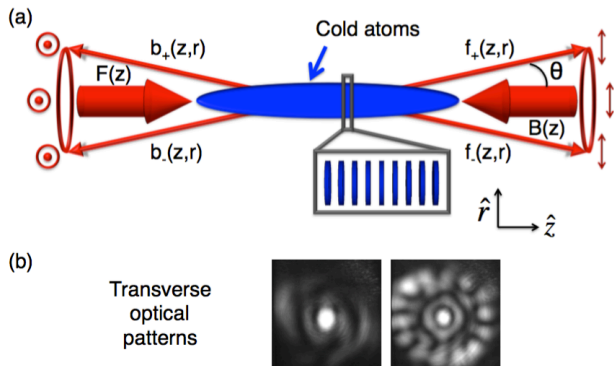 (a)
Cold atoms
b₊(z,r)
f₊(z,r)
F(z)
θ
B(z)
b₋(z,r)
f₋(z,r)
r̂
ẑ
(b)
Transverse
optical
patterns